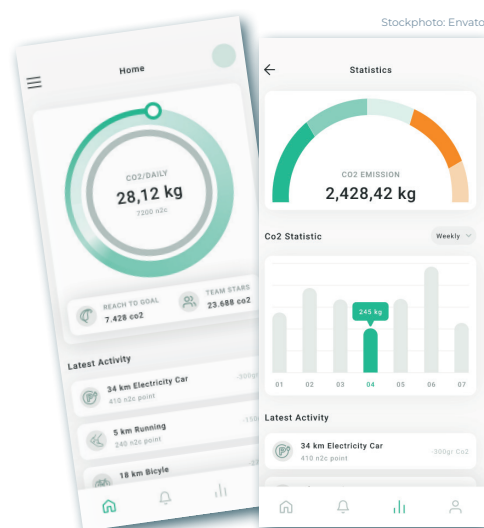 Stockphoto: Envato
Home
CO2/DAILY
28,12 kg
7200 n2c
REACH TO GOAL
7.428 co2
TEAM STARS
23.688 co2
Latest Activity
34 km Electricity Car
410 n2c point
-300gr
5 km Running
240 n2c point
-150
18 km Bicyle
Statistics
CO2 EMISSION
2,428,42 kg
Co2 Statistic
Weekly
245 kg
01 02 03 04 05 06 07
Latest Activity
34 km Electricity Car
410 n2c point
-300gr Co2